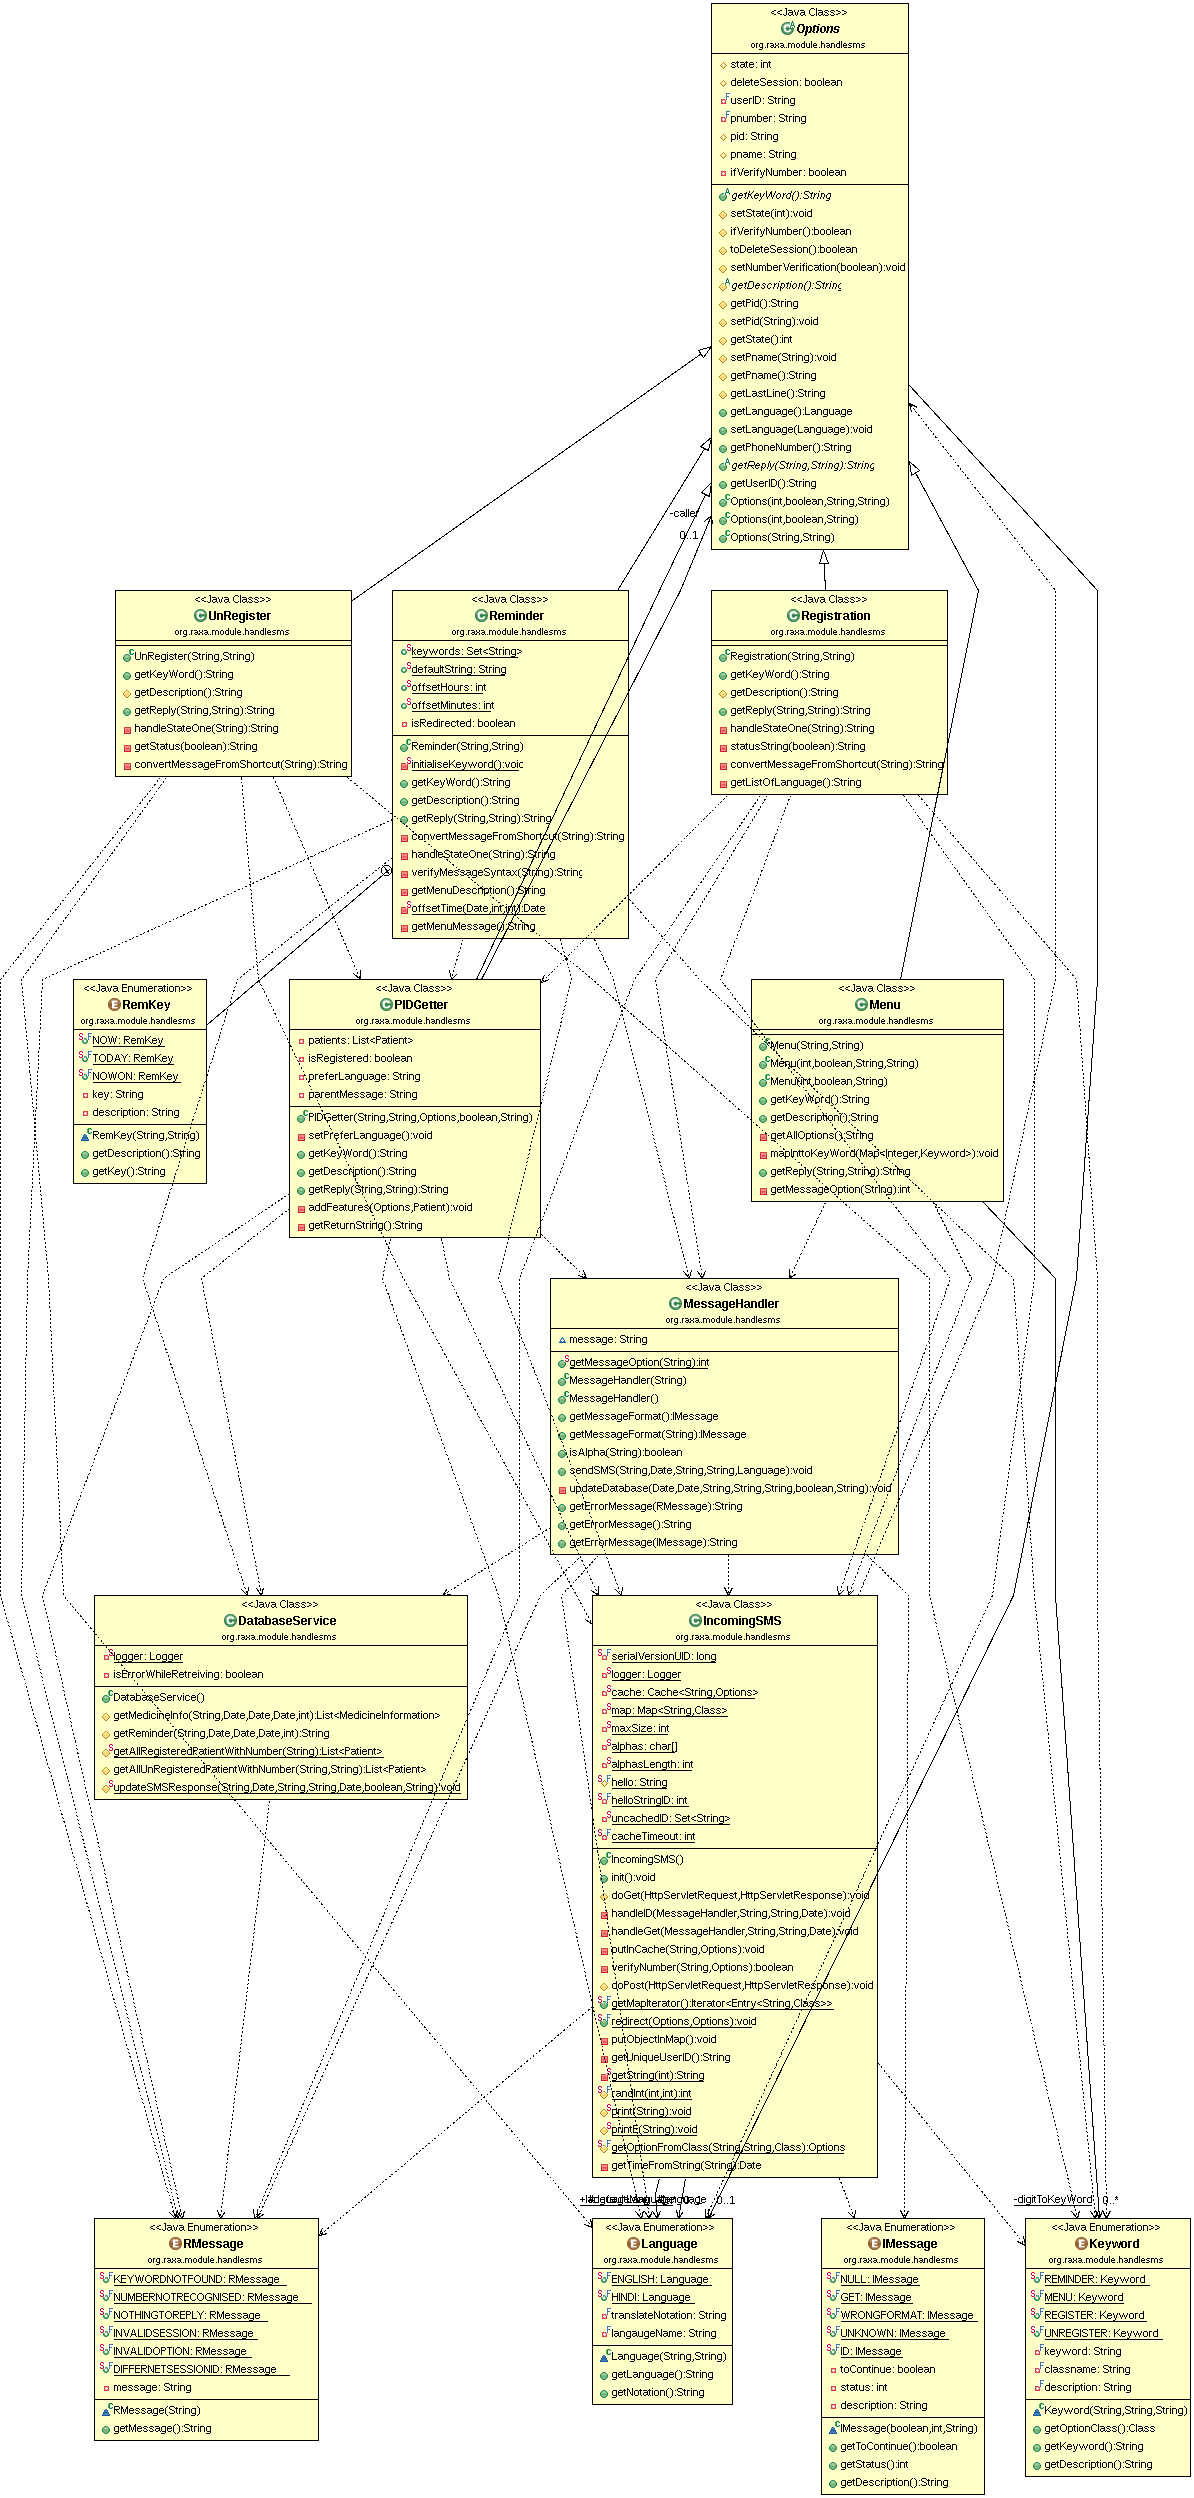 <<Java Class>>
Options
org.raxa.module.handlesms
state: int
deleteSession: boolean
userID: String
pnumber: String
pid: String
pname: String
ifVerifyNumber: boolean
getKeyWord():String
setState(int):void
ifVerifyNumber():boolean
toDeleteSession():boolean
setNumberVerification(boolean):void
getDescription():String
getPid():String
setPid(String):void
getState():int
setPname(String):void
getPname():String
getLastLine():String
getLanguage():Language
setLanguage(Language):void
getPhoneNumber():String
getReply(String,String):String
getUserID():String
Options(int,boolean,String,String)
Options(int,boolean,String)
Options(String,String)
-caller
0..1
<<Java Class>>
UnRegister
org.raxa.module.handlesms
UnRegister(String,String)
getKeyWord():String
getDescription():String
getReply(String,String):String
handleStateOne(String):String
getStatus(boolean):String
convertMessageFromShortcut(String):String
<<Java Class>>
Reminder
org.raxa.module.handlesms
keywords: Set<String>
defaultString: String
offsetHours: int
offsetMinutes: int
isRedirected: boolean
Reminder(String,String)
initialiseKeyword():void
getKeyWord():String
getDescription():String
getReply(String,String):String
convertMessageFromShortcut(String):String
handleStateOne(String):String
verifyMessageSyntax(String):String
getMenuDescription():String
offsetTime(Date,int,int):Date
getMenuMessage():String
<<Java Class>>
Registration
org.raxa.module.handlesms
Registration(String,String)
getKeyWord():String
getDescription():String
getReply(String,String):String
handleStateOne(String):String
statusString(boolean):String
convertMessageFromShortcut(String):String
getListOfLanguage():String
<<Java Enumeration>>
RemKey
org.raxa.module.handlesms
NOW: RemKey
TODAY: RemKey
NOWON: RemKey
key: String
description: String
RemKey(String,String)
getDescription():String
getKey():String
<<Java Class>>
PIDGetter
org.raxa.module.handlesms
patients: List<Patient>
isRegistered: boolean
preferLanguage: String
parentMessage: String
PIDGetter(String,String,Options,boolean,String)
setPreferLanguage():void
getKeyWord():String
getDescription():String
getReply(String,String):String
addFeatures(Options,Patient):void
getReturnString():String
<<Java Class>>
Menu
org.raxa.module.handlesms
Menu(String,String)
Menu(int,boolean,String,String)
Menu(int,boolean,String)
getKeyWord():String
getDescription():String
getAllOptions():String
mapInttoKeyWord(Map<Integer,Keyword>):void
getReply(String,String):String
getMessageOption(String):int
<<Java Class>>
MessageHandler
org.raxa.module.handlesms
message: String
getMessageOption(String):int
MessageHandler(String)
MessageHandler()
getMessageFormat():IMessage
getMessageFormat(String):IMessage
isAlpha(String):boolean
sendSMS(String,Date,String,String,Language):void
updateDatabase(Date,Date,String,String,String,boolean,String):void
getErrorMessage(RMessage):String
getErrorMessage():String
getErrorMessage(IMessage):String
<<Java Class>>
DatabaseService
org.raxa.module.handlesms
logger: Logger
isErrorWhileRetreiving: boolean
DatabaseService()
getMedicineInfo(String,Date,Date,Date,int):List<MedicineInformation>
getReminder(String,Date,Date,Date,int):String
getAllRegisteredPatientWithNumber(String):List<Patient>
getAllUnRegisteredPatientWithNumber(String,String):List<Patient>
updateSMSResponse(String,Date,String,String,Date,boolean,String):void
<<Java Class>>
IncomingSMS
org.raxa.module.handlesms
serialVersionUID: long
logger: Logger
cache: Cache<String,Options>
map: Map<String,Class>
maxSize: int
alphas: char[]
alphasLength: int
hello: String
helloStringID: int
uncachedID: Set<String>
cacheTimeout: int
IncomingSMS()
init():void
doGet(HttpServletRequest,HttpServletResponse):void
handleID(MessageHandler,String,String,Date):void
handleGet(MessageHandler,String,String,Date):void
putInCache(String,Options):void
verifyNumber(String,Options):boolean
doPost(HttpServletRequest,HttpServletResponse):void
getMapIterator():Iterator<Entry<String,Class>>
redirect(Options,Options):void
putObjectInMap():void
getUniqueUserID():String
getString(int):String
randInt(int,int):int
print(String):void
printE(String):void
getOptionFromClass(String,String,Class):Options
getTimeFromString(String):Date
0..1
0..1
-digitToKeyWord
0..*
<<Java Enumeration>>
RMessage
org.raxa.module.handlesms
KEYWORDNOTFOUND: RMessage
NUMBERNOTRECOGNISED: RMessage
NOTHINGTOREPLY: RMessage
INVALIDSESSION: RMessage
INVALIDOPTION: RMessage
DIFFERNETSESSIONID: RMessage
message: String
RMessage(String)
getMessage():String
<<Java Enumeration>>
Language
org.raxa.module.handlesms
ENGLISH: Language
HINDI: Language
translateNotation: String
langaugeName: String
Language(String,String)
getLanguage():String
getNotation():String
<<Java Enumeration>>
IMessage
org.raxa.module.handlesms
NULL: IMessage
GET: IMessage
WRONGFORMAT: IMessage
UNKNOWN: IMessage
ID: IMessage
toContinue: boolean
status: int
description: String
IMessage(boolean,int,String)
getToContinue():boolean
getStatus():int
getDescription():String
<<Java Enumeration>>
Keyword
org.raxa.module.handlesms
REMINDER: Keyword
MENU: Keyword
REGISTER: Keyword
UNREGISTER: Keyword
keyword: String
classname: String
description: String
Keyword(String,String,String)
getOptionClass():Class
getKeyword():String
getDescription():String